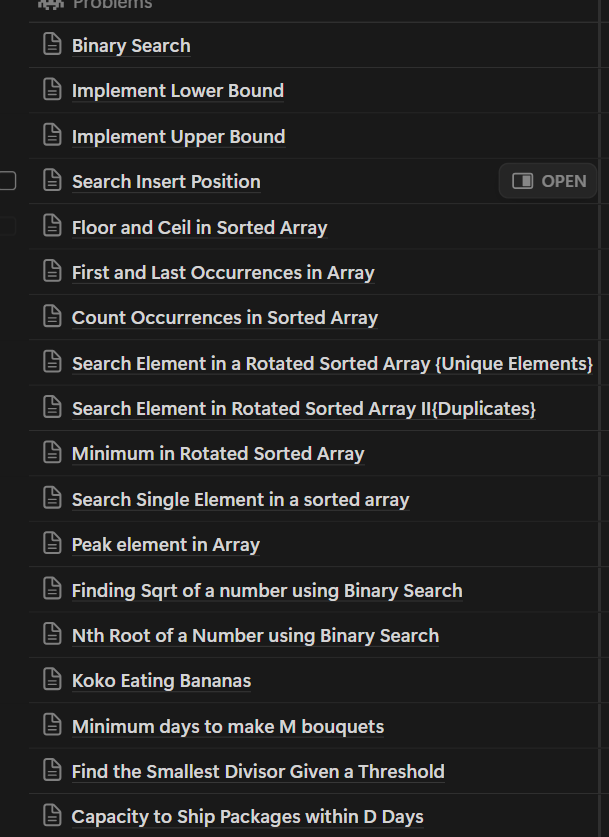 Problems
Binary Search
Implement Lower Bound
Implement Upper Bound
Search Insert Position
OPEN
Floor and Ceil in Sorted Array
First and Last Occurrences in Array
Count Occurrences in Sorted Array
Search Element in a Rotated Sorted Array {Unique Elements}
Search Element in Rotated Sorted Array II{Duplicates}
Minimum in Rotated Sorted Array
Search Single Element in a sorted array
Peak element in Array
Finding Sqrt of a number using Binary Search
Nth Root of a Number using Binary Search
Koko Eating Bananas
Minimum days to make M bouquets
Find the Smallest Divisor Given a Threshold
Capacity to Ship Packages within D Days